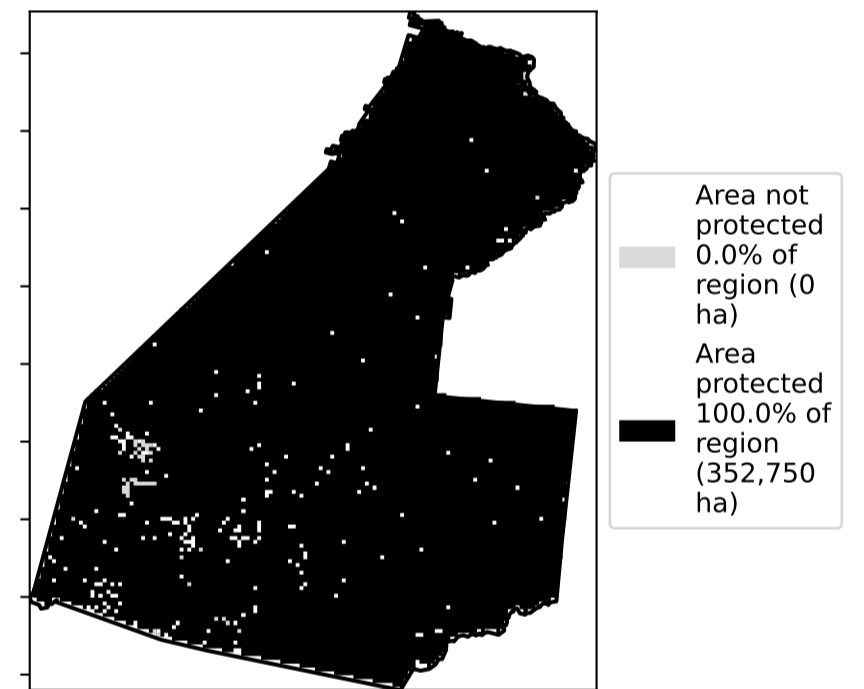 Area not
protected
0.0% of
region (0
ha)
Area
protected
100.0% of
region
(352,750
ha)